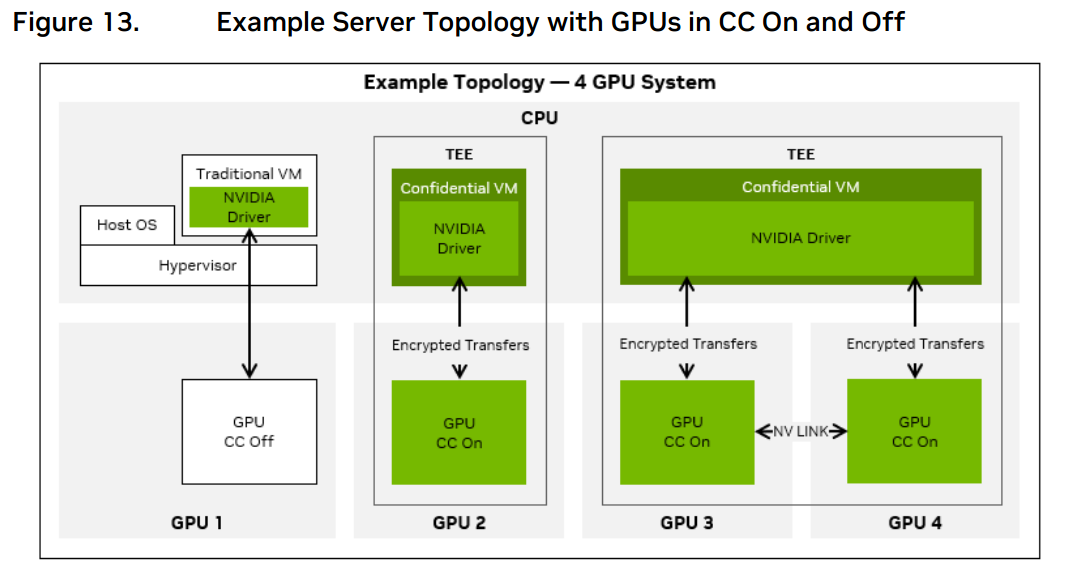 Figure 13. Example Server Topology with GPUs in CC On and Off
Example Topology — 4 GPU System
CPU
Traditional VM
NVIDIA
Driver
Host OS
Hypervisor
TEE
Confidential VM
NVIDIA
Driver
TEE
Confidential VM
NVIDIA Driver
Encrypted Transfers
Encrypted Transfers
Encrypted Transfers
GPU
CC Off
GPU
CC On
GPU
CC On
NV LINK
GPU
CC On
GPU 1
GPU 2
GPU 3
GPU 4